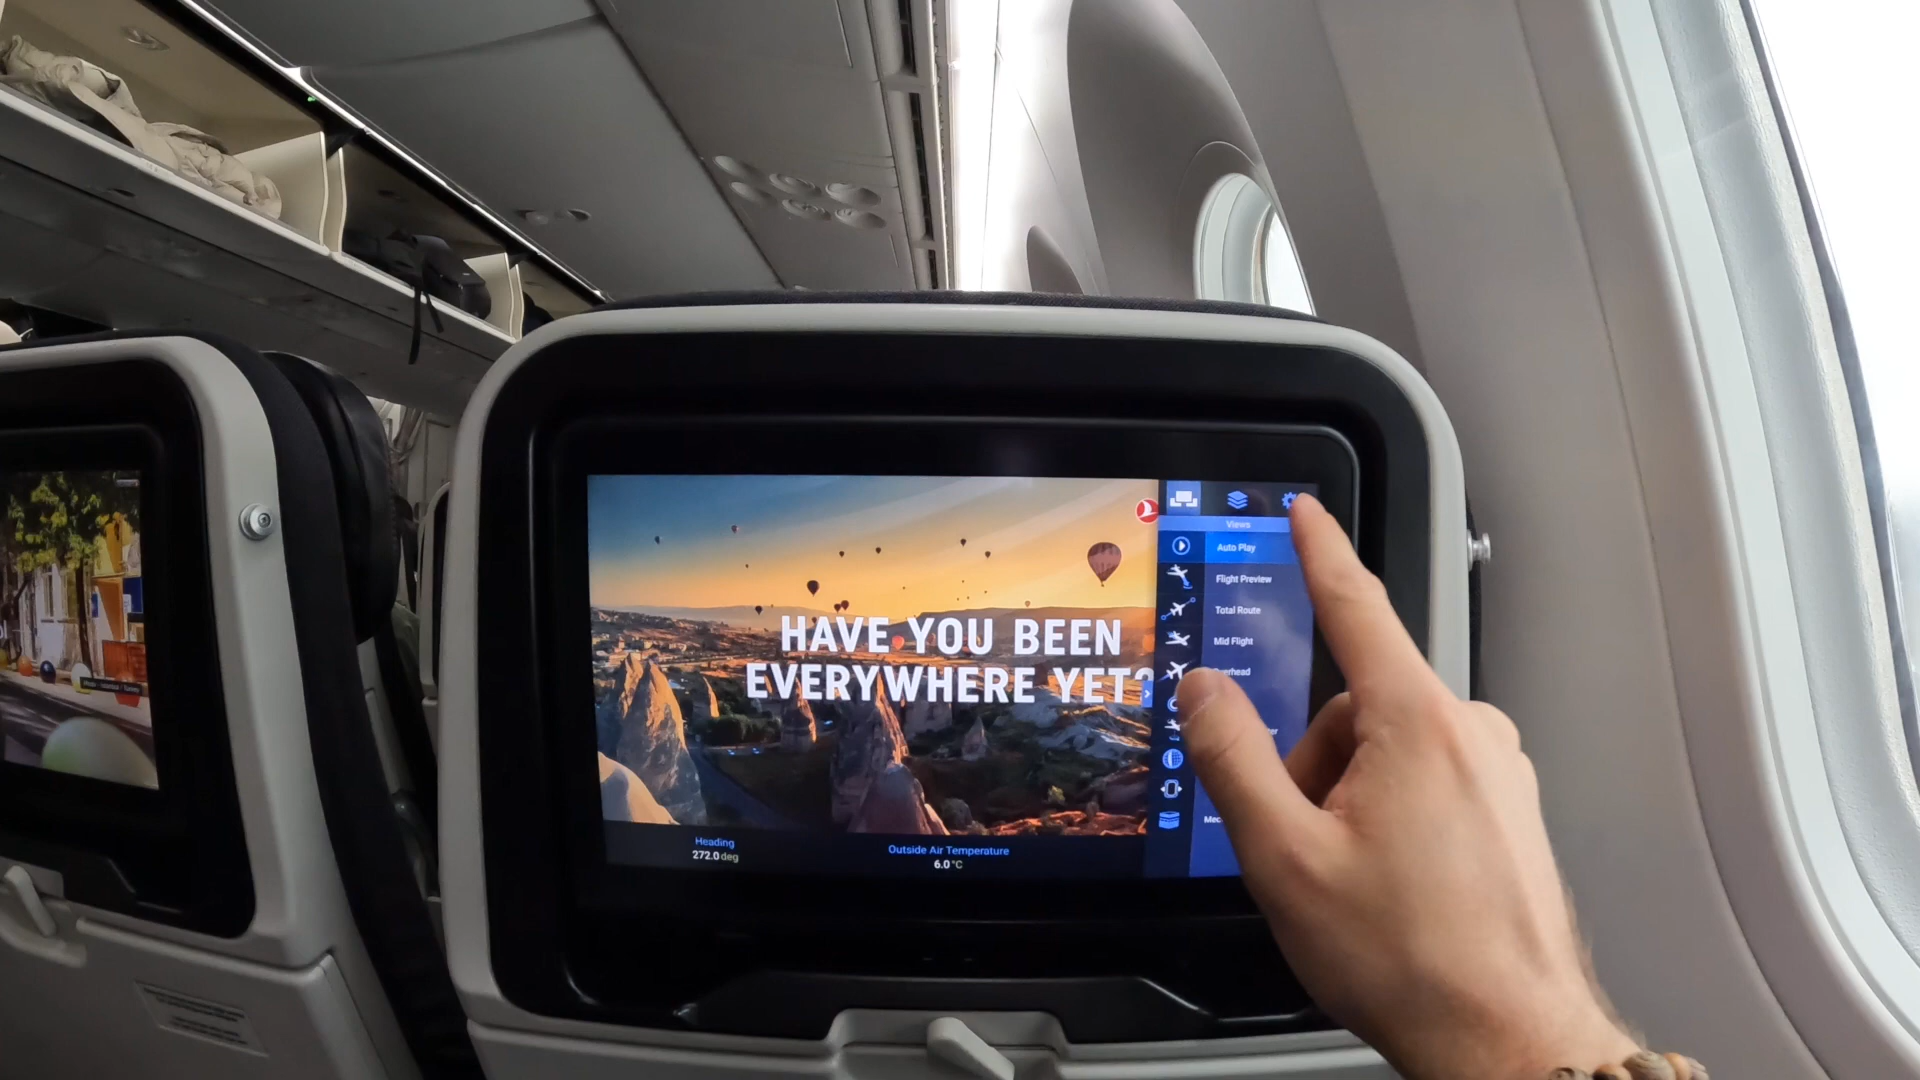 Views
Auto Play
Flight Preview
Total Route
Mid Flight
HAVE YOU BEEN
EVERYWHERE YET?
Heading
272.0 deg
Outside Air Temperature
6.0 °C